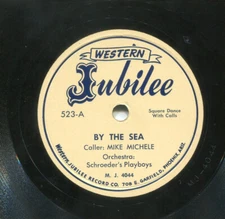 WESTERN
Jubilee
523-A
Square Dance
With Calls
BY THE SEA
Caller: MIKE MICHELE
Orchestra:
Schroeder's Playboys
M. J. 4044
WESTERN JUBILEE RECORD CO. 708 E. GARFIELD, PHOENIX, ARIZ.